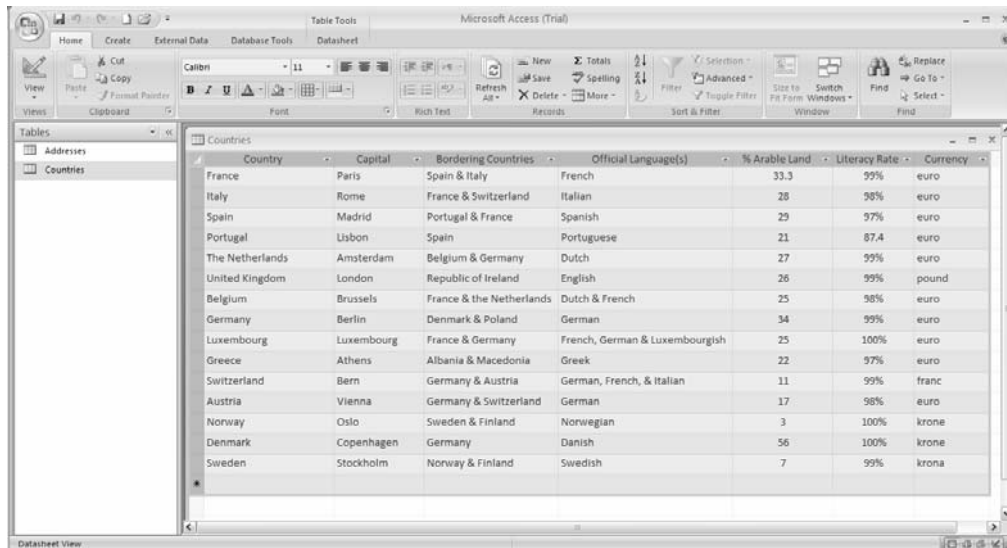 Table Tools
Microsoft Access (Trial)
Home Create External Data Database Tools Datasheet
View
Paste
Cut
Copy
Format Painter
Calibri 11
B I U A
Refresh All
New
Save
Delete
Σ Totals
Spelling
More
Filter
Selection
Advanced
Toggle Filter
Size to Fit Form
Switch Windows
Find
Replace
Go To
Select
Views Clipboard Font Rich Text Records Sort & Filter Window Find
Tables
Addresses
Countries
Countries
Country Capital Bordering Countries Official Language(s) % Arable Land Literacy Rate Currency
France Paris Spain & Italy French 33.3 99% euro
Italy Rome France & Switzerland Italian 28 98% euro
Spain Madrid Portugal & France Spanish 29 97% euro
Portugal Lisbon Spain Portuguese 21 87.4 euro
The Netherlands Amsterdam Belgium & Germany Dutch 27 99% euro
United Kingdom London Republic of Ireland English 26 99% pound
Belgium Brussels France & the Netherlands Dutch & French 25 98% euro
Germany Berlin Denmark & Poland German 34 99% euro
Luxembourg Luxembourg France & Germany French, German & Luxembourgish 25 100% euro
Greece Athens Albania & Macedonia Greek 22 97% euro
Switzerland Bern Germany & Austria German, French, & Italian 11 99% franc
Austria Vienna Germany & Switzerland German 17 98% euro
Norway Oslo Sweden & Finland Norwegian 3 100% krone
Denmark Copenhagen Germany Danish 56 100% krone
Sweden Stockholm Norway & Finland Swedish 7 99% krona
Datasheet View